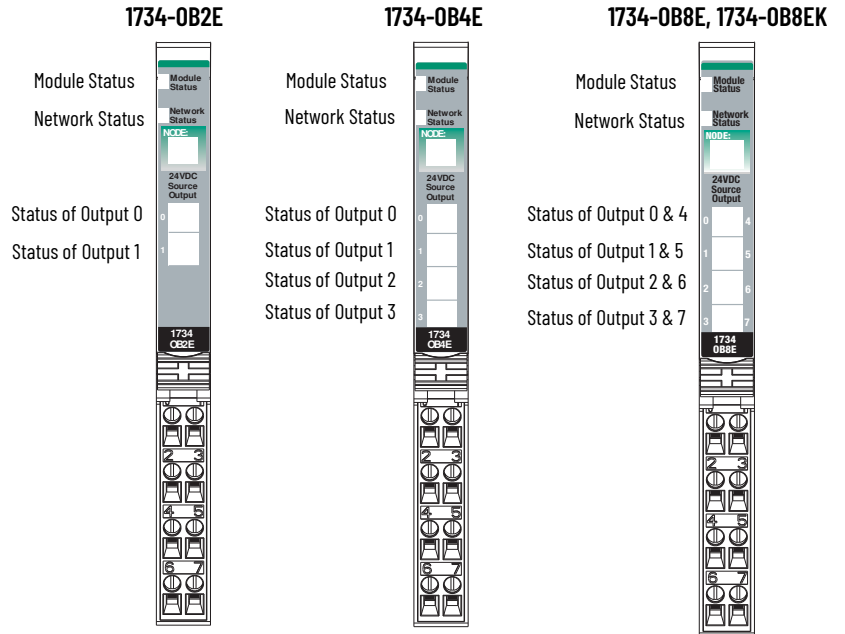 1734-OB2E
Module Status
Network Status
Module
Status
Network
Status
NODE:
24VDC
Source
Output
Status of Output 0
0
Status of Output 1
1
1734
OB2E
2 3
4 5
6 7
1734-OB4E
Module Status
Network Status
Module
Status
Network
Status
NODE:
24VDC
Source
Output
Status of Output 0
0
Status of Output 1
1
Status of Output 2
2
Status of Output 3
3
1734
OB4E
2 3
4 5
6 7
1734-OB8E, 1734-OB8EK
Module Status
Network Status
Module
Status
Network
Status
NODE:
24VDC
Source
Output
Status of Output 0 & 4
0 4
Status of Output 1 & 5
1 5
Status of Output 2 & 6
2 6
Status of Output 3 & 7
3 7
1734
OB8E
2 3
4 5
6 7